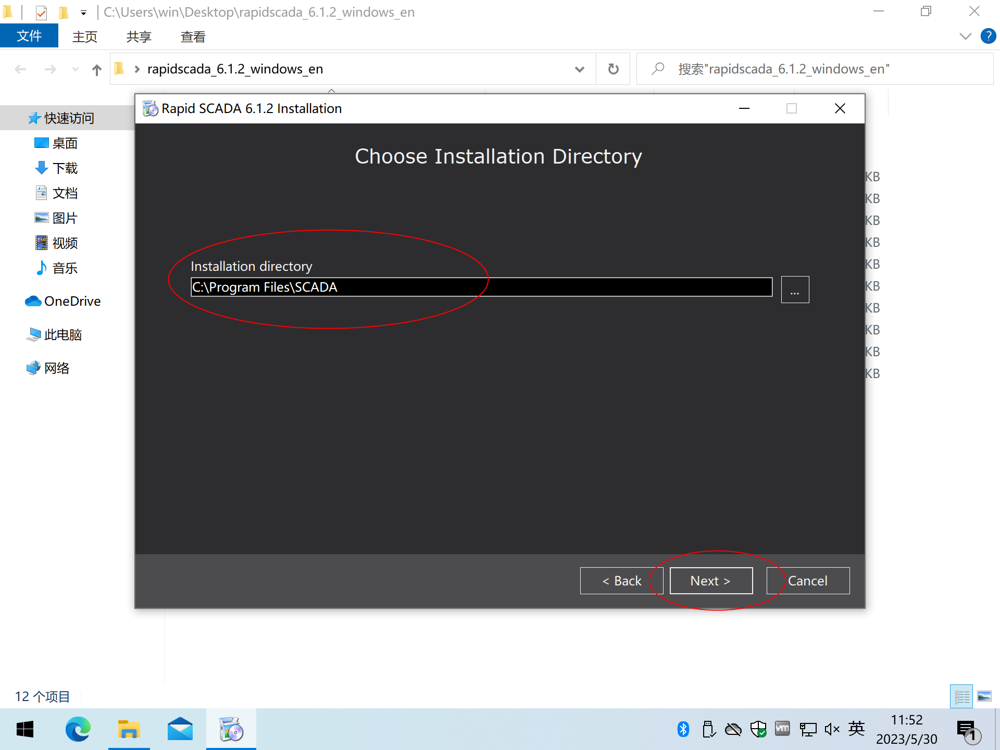 C:\Users\win\Desktop\rapidscada_6.1.2_windows_en
文件 主页 共享 查看
rapidscada_6.1.2_windows_en
搜索"rapidscada_6.1.2_windows_en"
Rapid SCADA 6.1.2 Installation
快速访问
桌面
下载
文档
图片
视频
音乐
OneDrive
此电脑
网络
Choose Installation Directory
Installation directory
C:\Program Files\SCADA
...
KB
KB
KB
KB
KB
KB
KB
KB
KB
KB
< Back
Next >
Cancel
12 个项目
英
11:52
2023/5/30
1